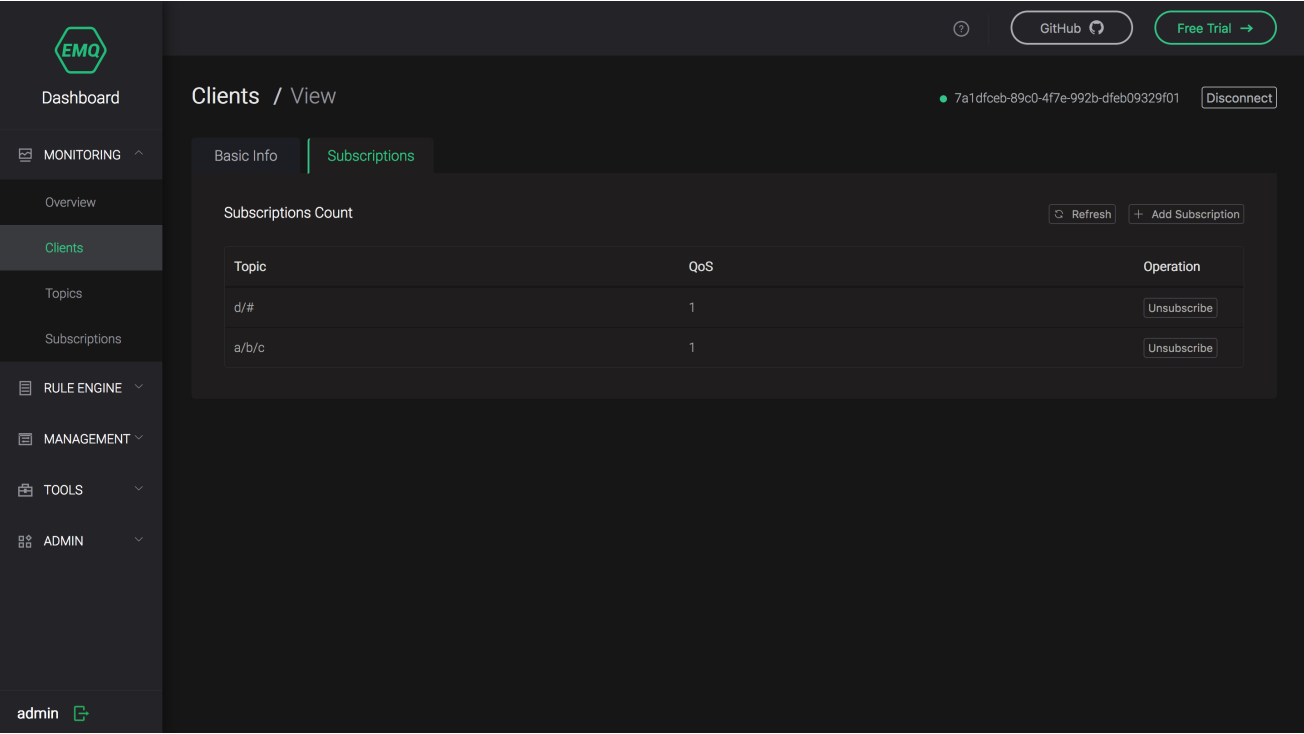 EMQ
Dashboard
MONITORING
Overview
Clients
Topics
Subscriptions
RULE ENGINE
MANAGEMENT
TOOLS
ADMIN
admin
? GitHub Free Trial →
Clients / View
7a1dfceb-89c0-4f7e-992b-dfeb09329f01 Disconnect
Basic Info Subscriptions
Subscriptions Count Refresh + Add Subscription
Topic QoS Operation
d/# 1 Unsubscribe
a/b/c 1 Unsubscribe